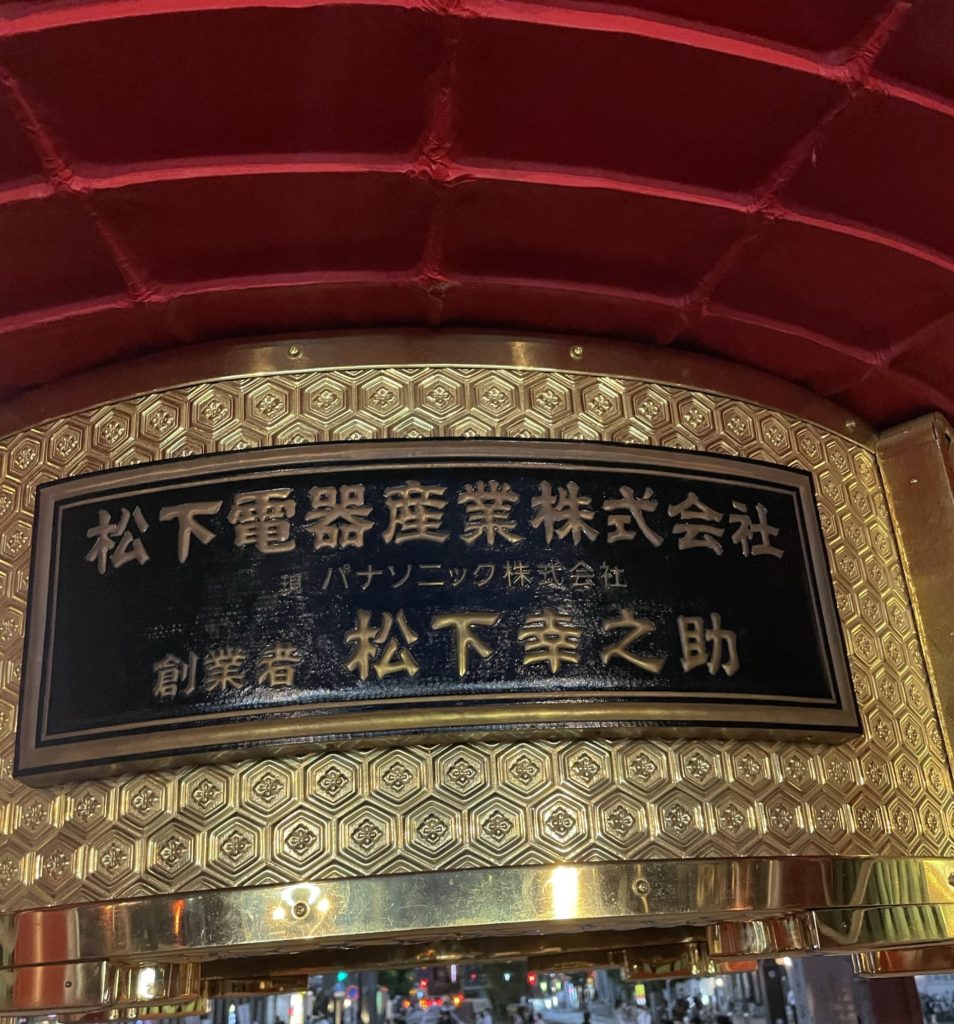 松下電器産業株式会社
現 パナソニック株式会社
創業者 松下幸之助